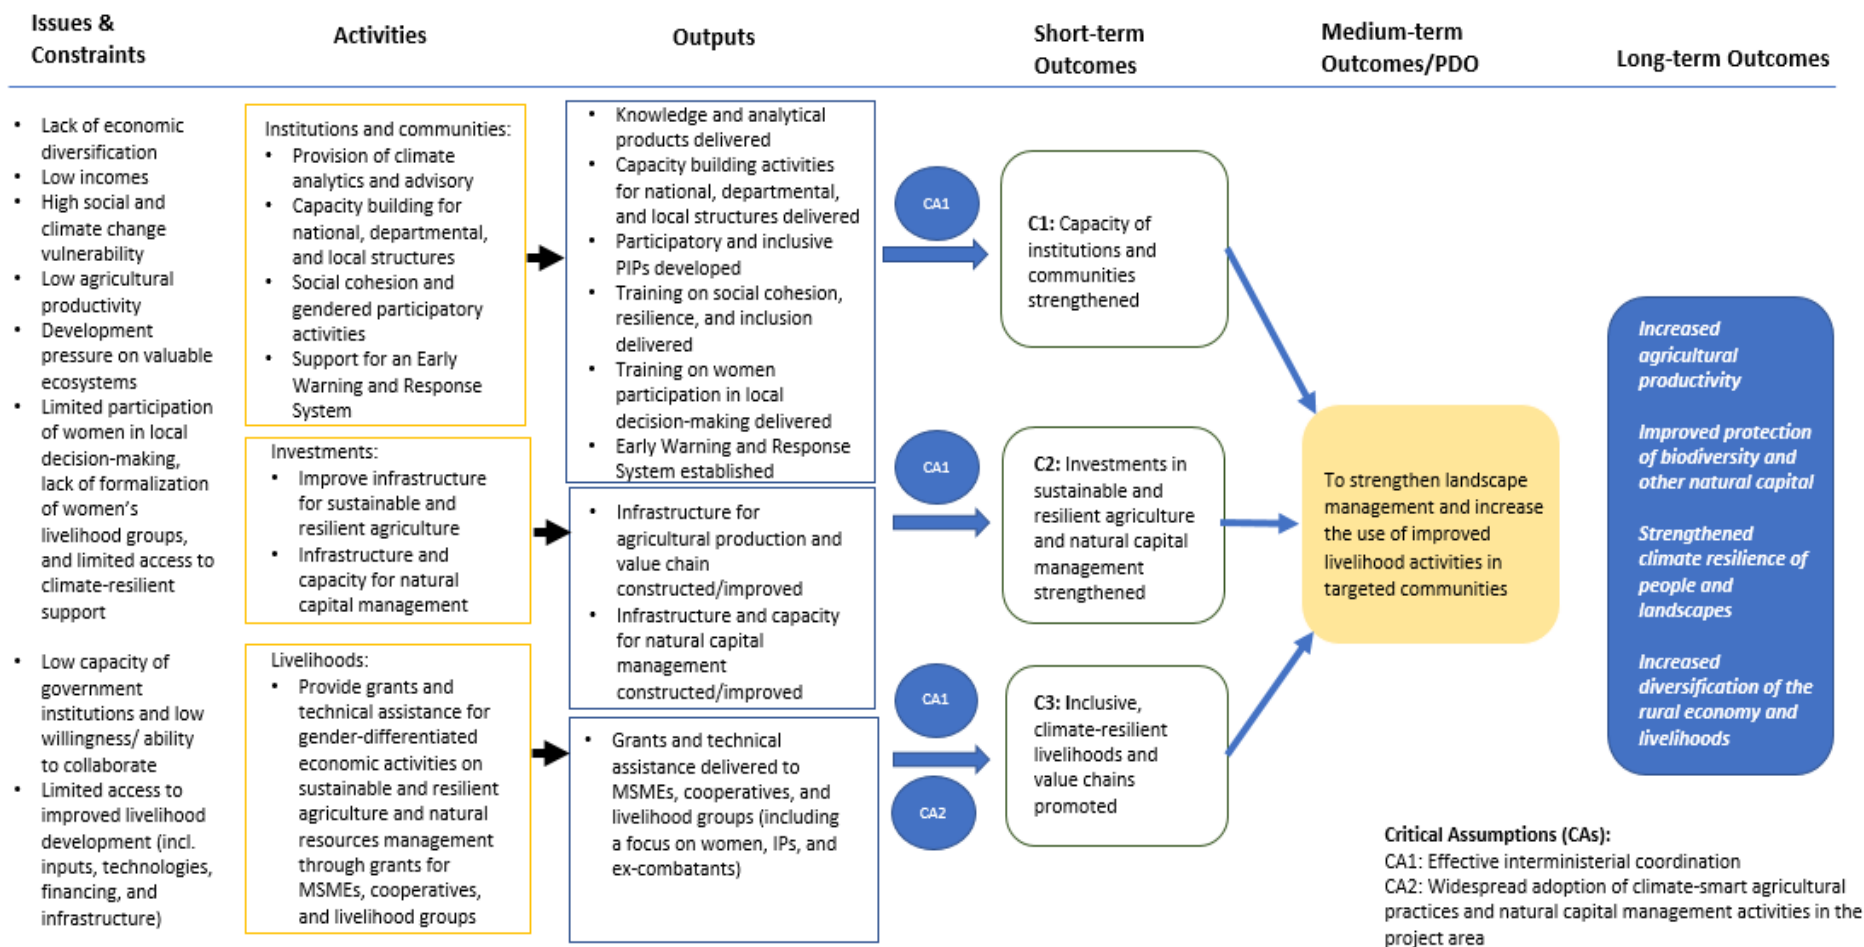 Issues &
Constraints
Activities
Outputs
Short-term
Outcomes
Medium-term
Outcomes/PDO
Long-term Outcomes
• Lack of economic
diversification
• Low incomes
• High social and
climate change
vulnerability
• Low agricultural
productivity
• Development
pressure on valuable
ecosystems
• Limited participation
of women in local
decision-making,
lack of formalization
of women's
livelihood groups,
and limited access to
climate-resilient
support
• Low capacity of
government
institutions and low
willingness/ ability
to collaborate
• Limited access to
improved livelihood
development (incl.
inputs, technologies,
financing, and
infrastructure)
Institutions and communities:
• Provision of climate
analytics and advisory
• Capacity building for
national, departmental,
and local structures
• Social cohesion and
gendered participatory
activities
• Support for an Early
Warning and Response
System
Investments:
• Improve infrastructure
for sustainable and
resilient agriculture
• Infrastructure and
capacity for natural
capital management
Livelihoods:
• Provide grants and
technical assistance for
gender-differentiated
economic activities on
sustainable and resilient
agriculture and natural
resources management
through grants for
MSMEs, cooperatives,
and livelihood groups
• Knowledge and analytical
products delivered
• Capacity building activities
for national, departmental,
and local structures delivered
• Participatory and inclusive
PIPs developed
• Training on social cohesion,
resilience, and inclusion
delivered
• Training on women
participation in local
decision-making delivered
• Early Warning and Response
System established
• Infrastructure for
agricultural production and
value chain
constructed/improved
• Infrastructure and capacity
for natural capital
management
constructed/improved
• Grants and technical
assistance delivered to
MSMEs, cooperatives, and
livelihood groups (including
a focus on women, IPs, and
ex-combatants)
CA1
CA1
CA1
CA2
C1: Capacity of
institutions and
communities
strengthened
C2: Investments in
sustainable and
resilient agriculture
and natural capital
management
strengthened
C3: Inclusive,
climate-resilient
livelihoods and
value chains
promoted
To strengthen landscape
management and increase
the use of improved
livelihood activities in
targeted communities
Increased
agricultural
productivity
Improved protection
of biodiversity and
other natural capital
Strengthened
climate resilience of
people and
landscapes
Increased
diversification of the
rural economy and
livelihoods
Critical Assumptions (CAs):
CA1: Effective interministerial coordination
CA2: Widespread adoption of climate-smart agricultural
practices and natural capital management activities in the
project area